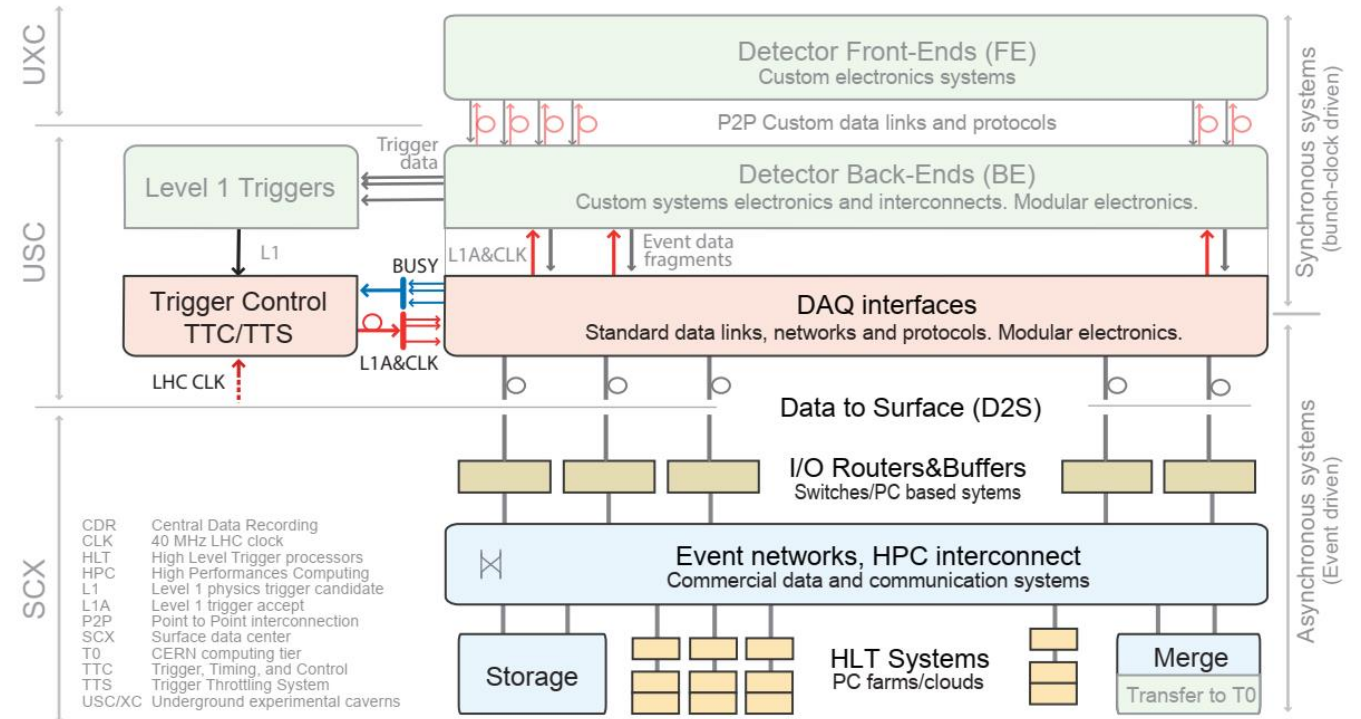 UXC
Detector Front-Ends (FE)
Custom electronics systems
P2P Custom data links and protocols
Synchronous systems
(bunch-clock driven)
USC
Trigger
data
Level 1 Triggers
Detector Back-Ends (BE)
Custom systems electronics and interconnects. Modular electronics.
L1
L1A&CLK
Event data
fragments
BUSY
Trigger Control
TTC/TTS
DAQ interfaces
Standard data links, networks and protocols. Modular electronics.
L1A&CLK
LHC CLK
Data to Surface (D2S)
Asynchronous systems
(Event driven)
SCX
I/O Routers&Buffers
Switches/PC based sytems
Event networks, HPC interconnect
Commercial data and communication systems
CDR Central Data Recording
CLK 40 MHz LHC clock
HLT High Level Trigger processors
HPC High Performances Computing
L1 Level 1 physics trigger candidate
L1A Level 1 trigger accept
P2P Point to Point interconnection
SCX Surface data center
T0 CERN computing tier
TTC Trigger, Timing, and Control
TTS Trigger Throttling System
USC/XC Underground experimental caverns
Storage
HLT Systems
PC farms/clouds
Merge
Transfer to T0